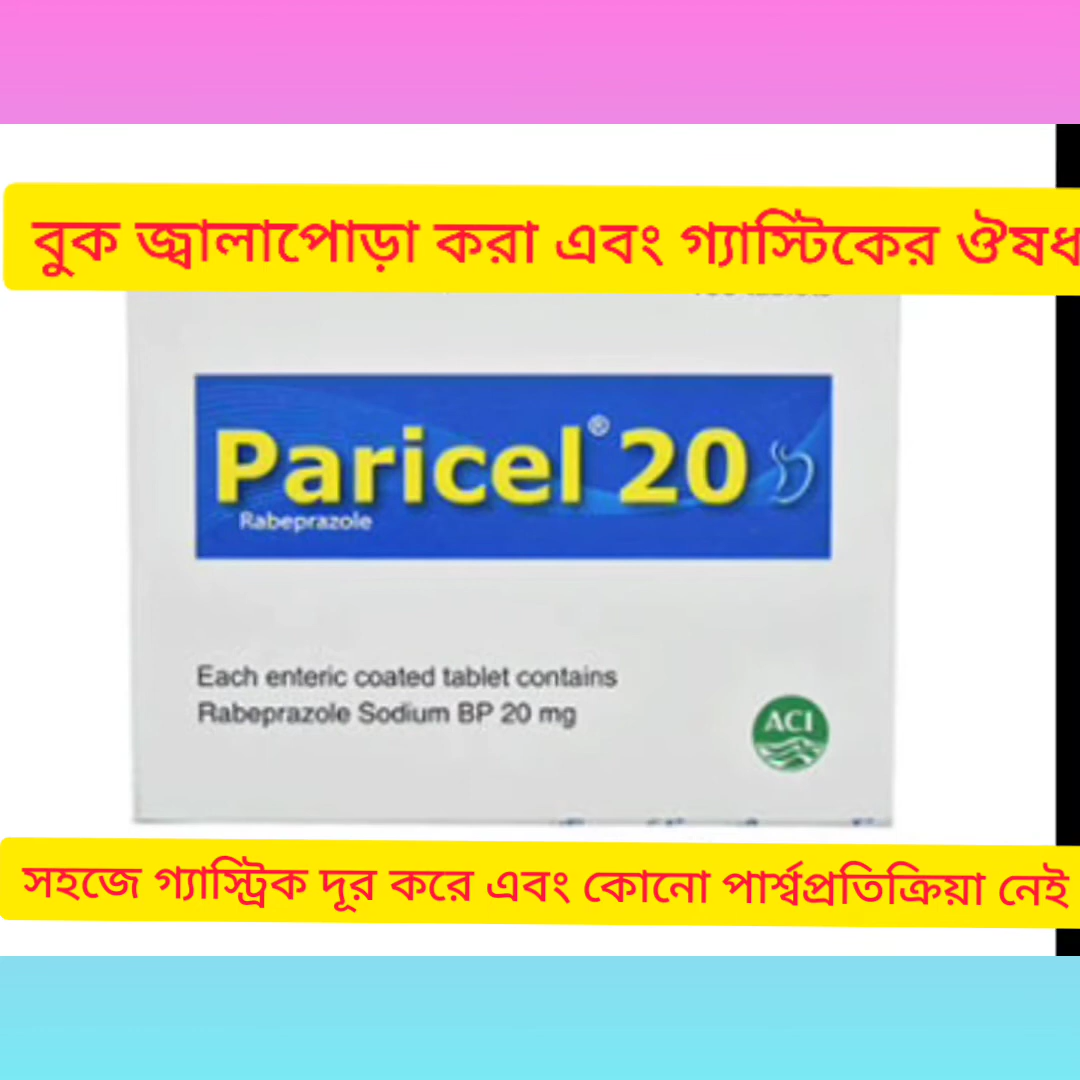 বুক জ্বালাপোড়া করা এবং গ্যাস্টিকের ঔষধ
Paricel® 20
Rabeprazole
Each enteric coated tablet contains
Rabeprazole Sodium BP 20 mg
ACI
সহজে গ্যাস্ট্রিক দূর করে এবং কোনো পার্শ্বপ্রতিক্রিয়া নেই